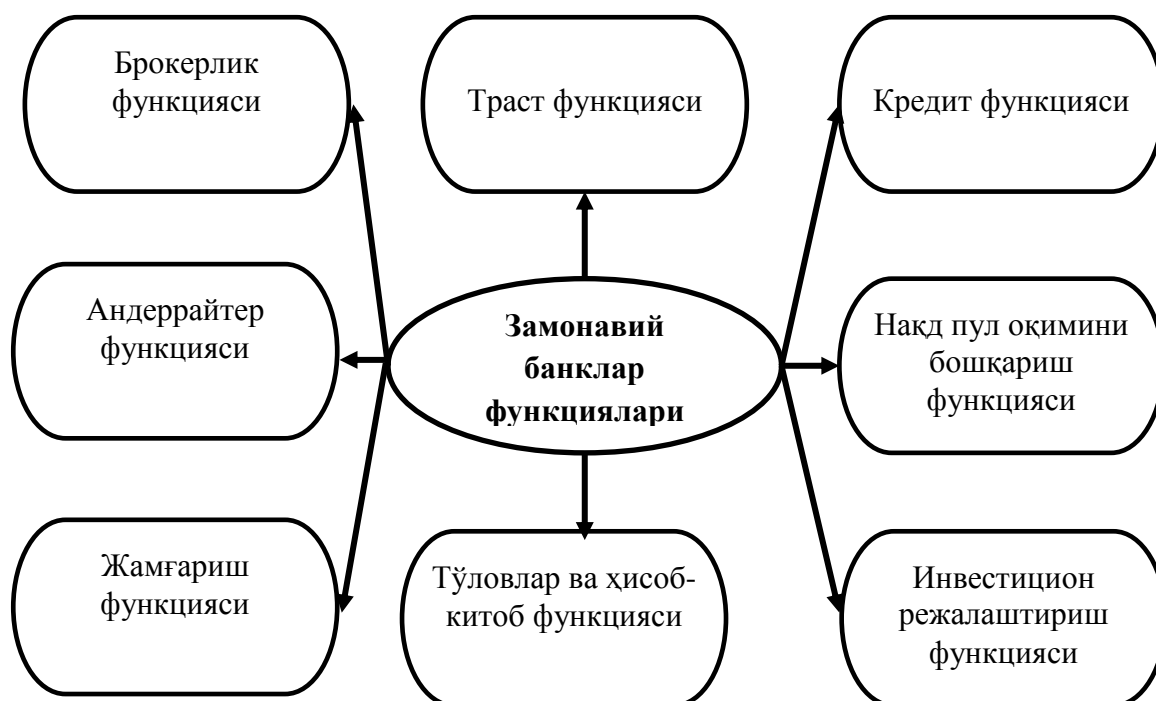 Брокерлик
функцияси
Траст функцияси
Кредит функцияси
Андеррайтер
функцияси
Замонавий
банклар
функциялари
Нақд пул оқимини
бошқариш
функцияси
Жамғариш
функцияси
Тўловлар ва ҳисоб-
китоб функцияси
Инвестицион
режалаштириш
функцияси